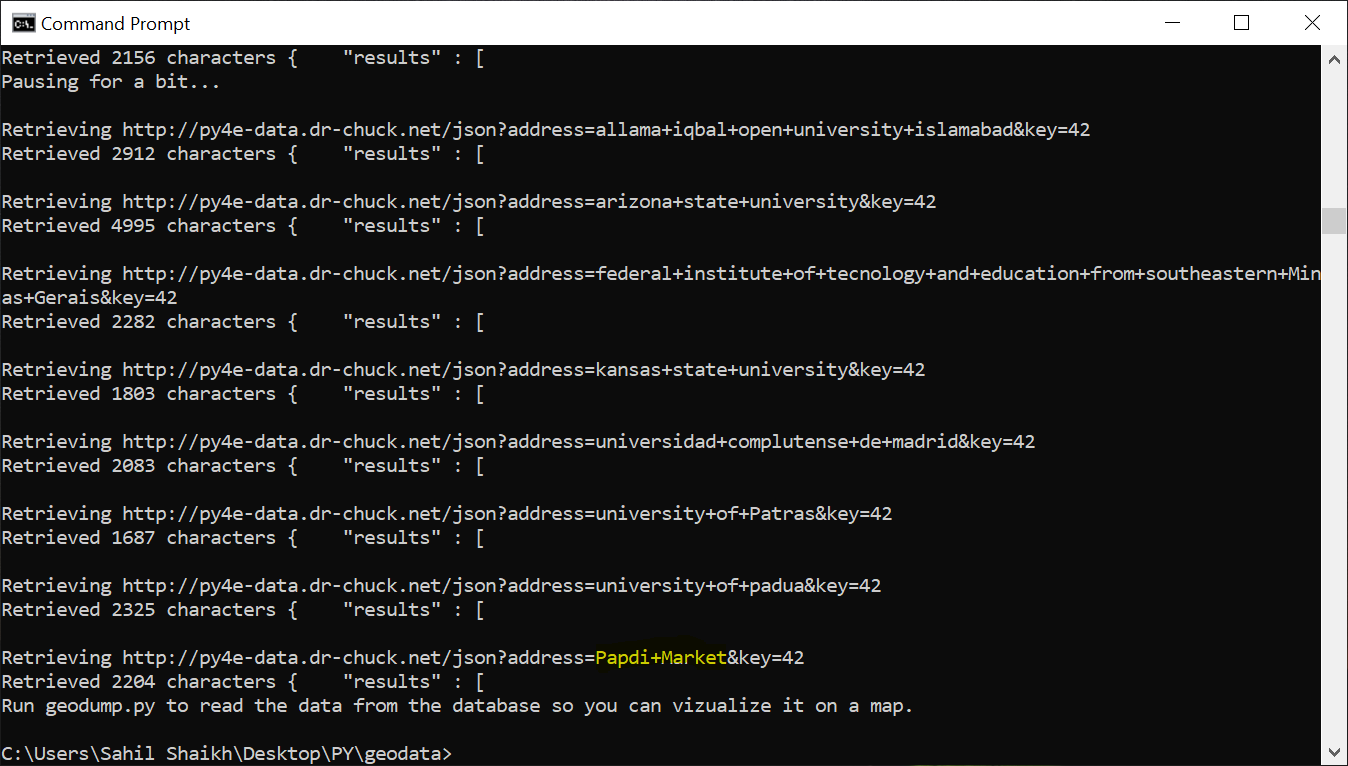 Command Prompt
Retrieved 2156 characters {    "results" : [
Pausing for a bit...
Retrieving http://py4e-data.dr-chuck.net/json?address=allama+iqbal+open+university+islamabad&key=42
Retrieved 2912 characters {    "results" : [
Retrieving http://py4e-data.dr-chuck.net/json?address=arizona+state+university&key=42
Retrieved 4995 characters {    "results" : [
Retrieving http://py4e-data.dr-chuck.net/json?address=federal+institute+of+tecnology+and+education+from+southeastern+Min
as+Gerais&key=42
Retrieved 2282 characters {    "results" : [
Retrieving http://py4e-data.dr-chuck.net/json?address=kansas+state+university&key=42
Retrieved 1803 characters {    "results" : [
Retrieving http://py4e-data.dr-chuck.net/json?address=universidad+complutense+de+madrid&key=42
Retrieved 2083 characters {    "results" : [
Retrieving http://py4e-data.dr-chuck.net/json?address=university+of+Patras&key=42
Retrieved 1687 characters {    "results" : [
Retrieving http://py4e-data.dr-chuck.net/json?address=university+of+padua&key=42
Retrieved 2325 characters {    "results" : [
Retrieving http://py4e-data.dr-chuck.net/json?address=Papdi+Market&key=42
Retrieved 2204 characters {    "results" : [
Run geodump.py to read the data from the database so you can vizualize it on a map.
C:\Users\Sahil Shaikh\Desktop\PY\geodata>